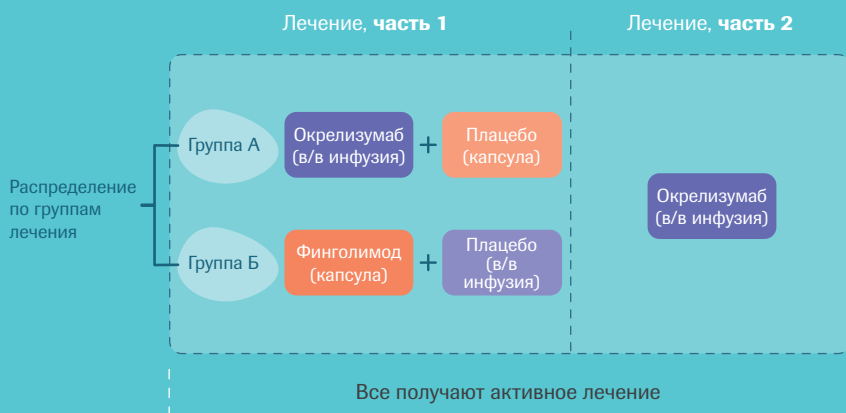 Лечение, часть 1
Лечение, часть 2
Распределение
по группам
лечения
Группа А
Окрелизумаб
(в/в инфузия)
+
Плацебо
(капсула)
Группа Б
Финголимод
(капсула)
+
Плацебо
(в/в
инфузия)
Окрелизумаб
(в/в инфузия)
Все получают активное лечение